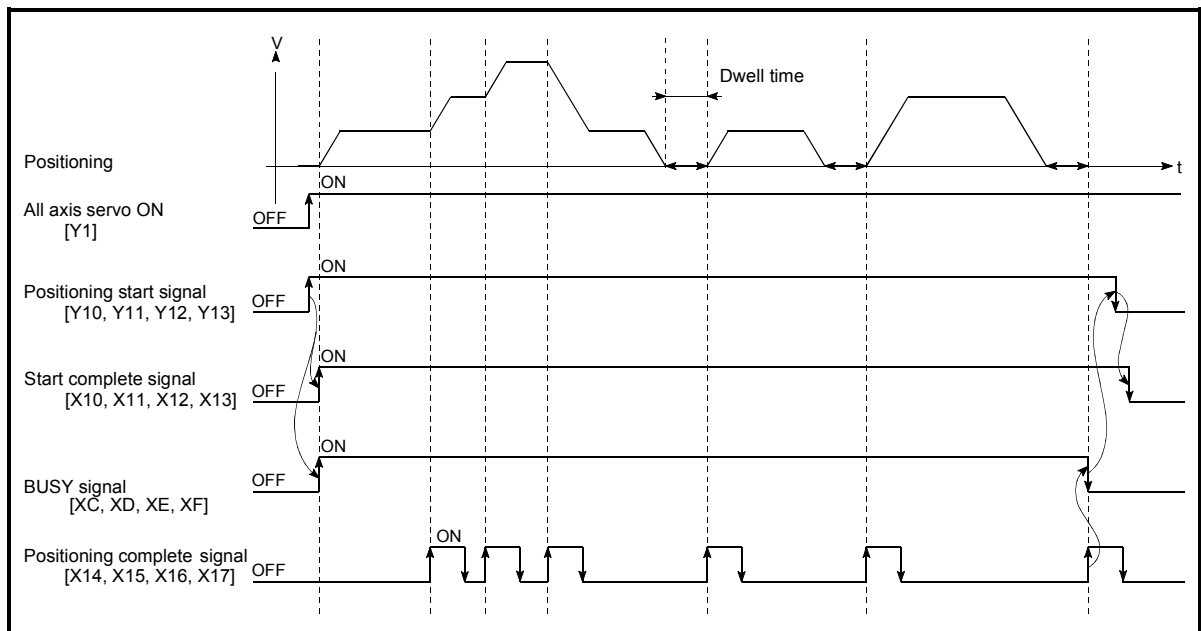 V
Dwell time
Positioning
t
ON
All axis servo ON
[Y1]
OFF
ON
Positioning start signal
[Y10, Y11, Y12, Y13]
OFF
ON
Start complete signal
[X10, X11, X12, X13]
OFF
ON
BUSY signal
[XC, XD, XE, XF]
OFF
ON
Positioning complete signal
[X14, X15, X16, X17]
OFF